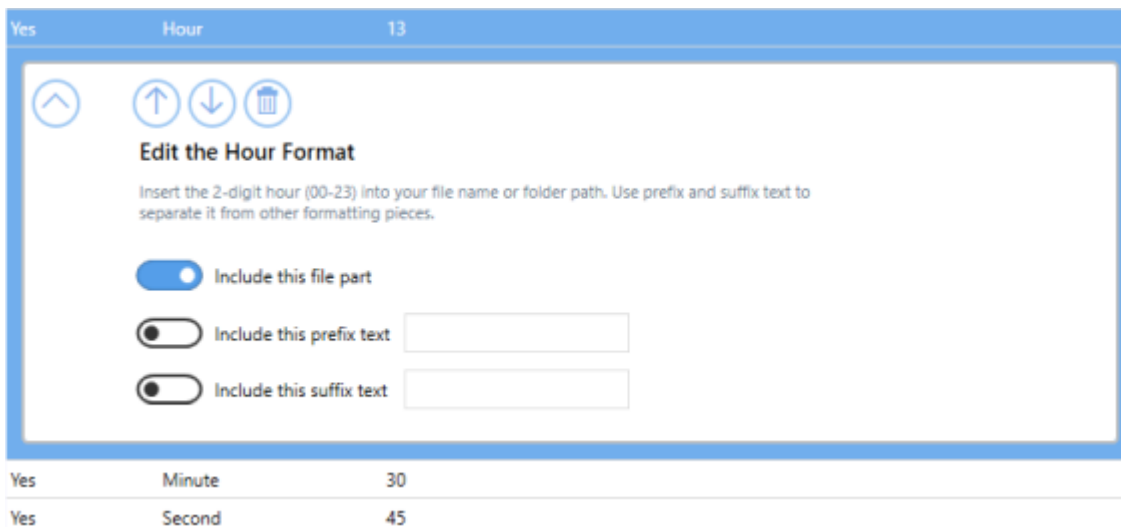 Yes Hour 13
Edit the Hour Format
Insert the 2-digit hour (00-23) into your file name or folder path. Use prefix and suffix text to
separate it from other formatting pieces.
Include this file part
Include this prefix text
Include this suffix text
Yes Minute 30
Yes Second 45